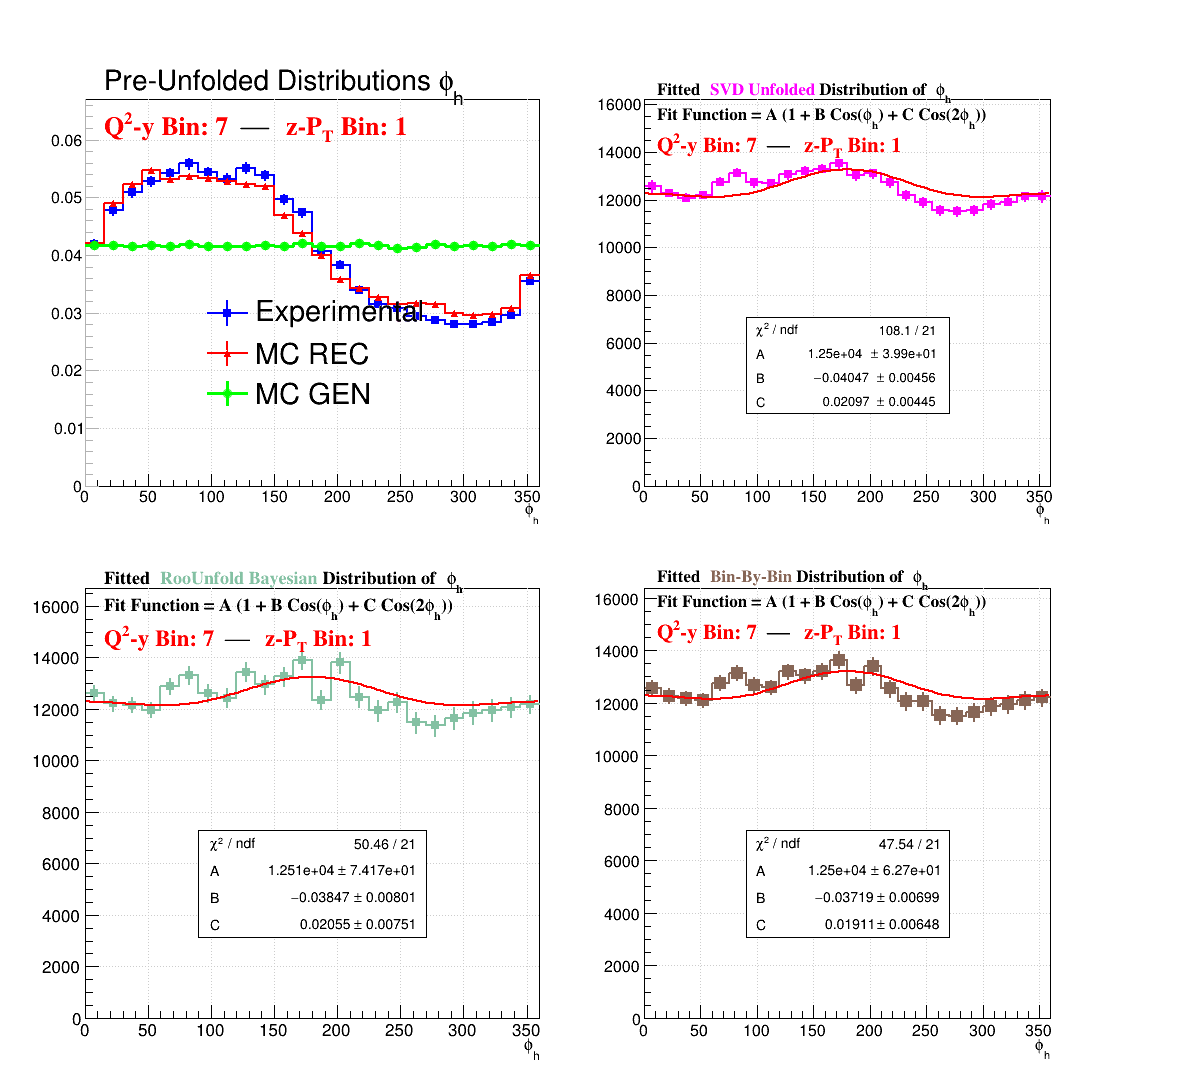 Pre-Unfolded Distributions ϕh
Q²-y Bin: 7 — z-PT Bin: 1
0.06
0.05
0.04
0.03
0.02
0.01
0
Experimental
MC REC
MC GEN
0 50 100 150 200 250 300 350
ϕh
Fitted SVD Unfolded Distribution of ϕh
Fit Function = A (1 + B Cos(ϕh) + C Cos(2ϕh))
Q²-y Bin: 7 — z-PT Bin: 1
16000
14000
12000
10000
8000
6000
4000
2000
0
χ² / ndf 108.1 / 21
A 1.25e+04 ± 3.99e+01
B −0.04047 ± 0.00456
C 0.02097 ± 0.00445
0 50 100 150 200 250 300 350
ϕh
Fitted RooUnfold Bayesian Distribution of ϕh
Fit Function = A (1 + B Cos(ϕh) + C Cos(2ϕh))
Q²-y Bin: 7 — z-PT Bin: 1
16000
14000
12000
10000
8000
6000
4000
2000
0
χ² / ndf 50.46 / 21
A 1.251e+04 ± 7.417e+01
B −0.03847 ± 0.00801
C 0.02055 ± 0.00751
0 50 100 150 200 250 300 350
ϕh
Fitted Bin-By-Bin Distribution of ϕh
Fit Function = A (1 + B Cos(ϕh) + C Cos(2ϕh))
Q²-y Bin: 7 — z-PT Bin: 1
16000
14000
12000
10000
8000
6000
4000
2000
0
χ² / ndf 47.54 / 21
A 1.25e+04 ± 6.27e+01
B −0.03719 ± 0.00699
C 0.01911 ± 0.00648
0 50 100 150 200 250 300 350
ϕh